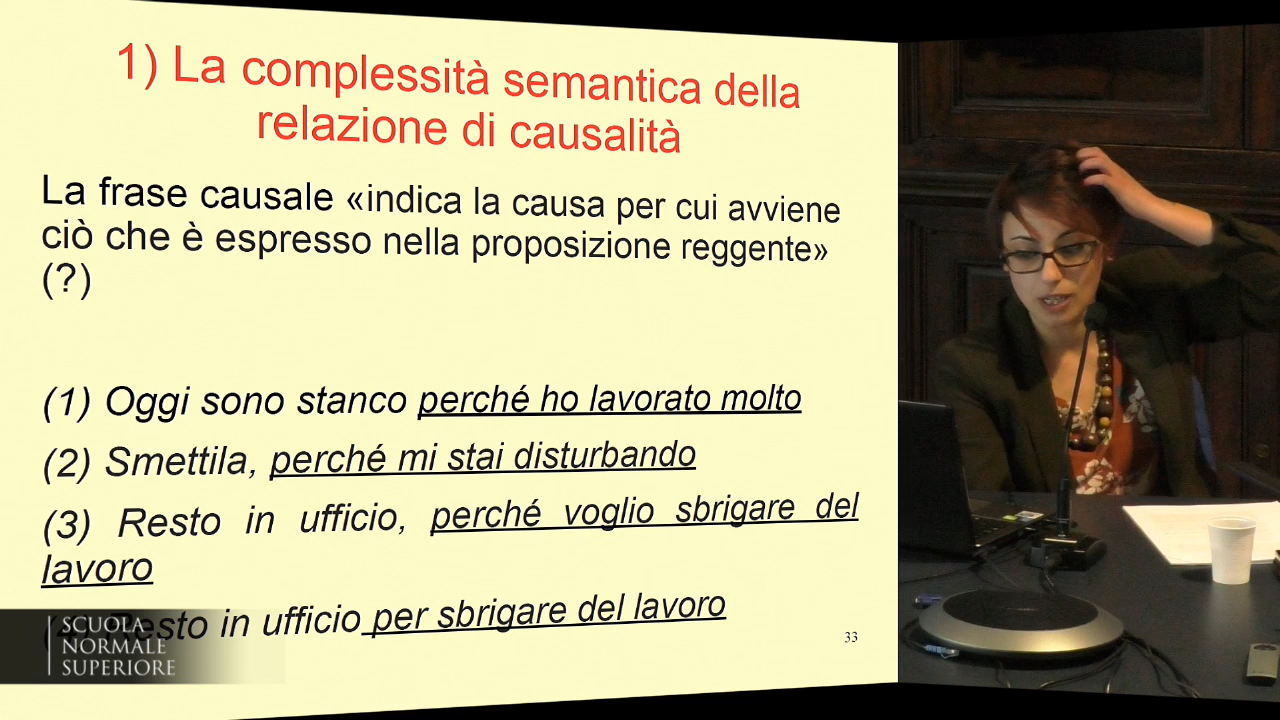 1) La complessità semantica della
relazione di causalità
La frase causale «indica la causa per cui avviene
ciò che è espresso nella proposizione reggente»
(?)
(1) Oggi sono stanco perché ho lavorato molto
(2) Smettila, perché mi stai disturbando
(3) Resto in ufficio, perché voglio sbrigare del
lavoro
(4) Resto in ufficio per sbrigare del lavoro
33
SCUOLA
NORMALE
SUPERIORE